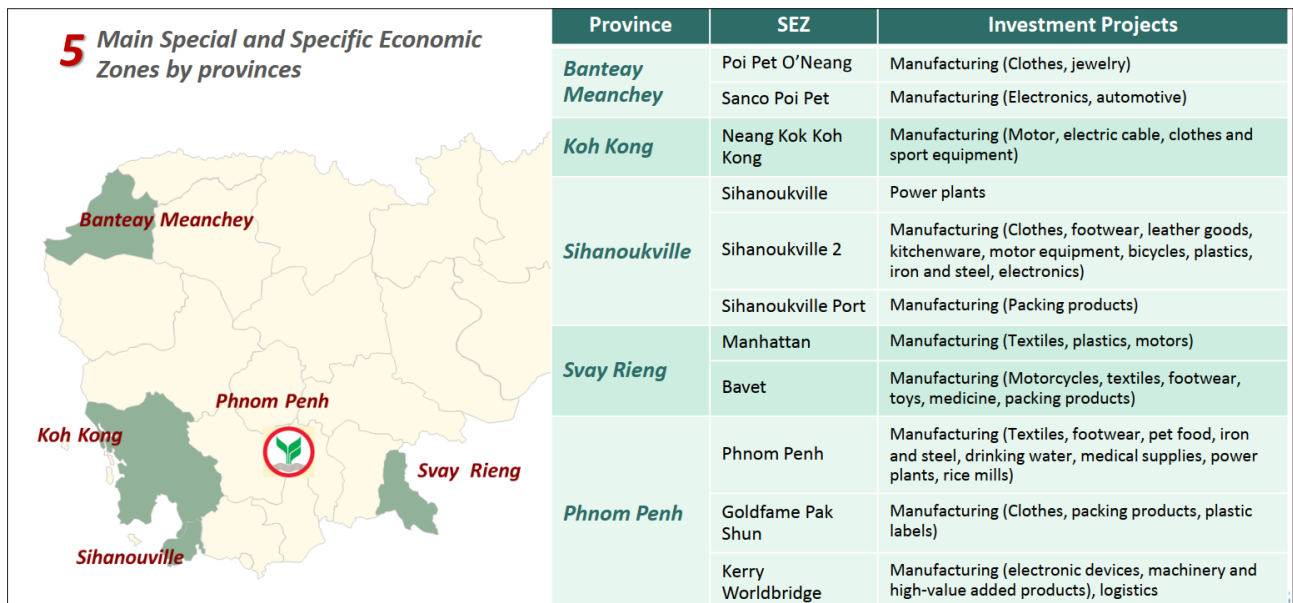 5 Main Special and Specific Economic
Zones by provinces
Banteay Meanchey
Phnom Penh
Koh Kong
Svay Rieng
Sihanouville
Province SEZ Investment Projects
Banteay
Meanchey
Poi Pet O’Neang Manufacturing (Clothes, jewelry)
Sanco Poi Pet Manufacturing (Electronics, automotive)
Koh Kong
Neang Kok Koh
Kong
Manufacturing (Motor, electric cable, clothes and
sport equipment)
Sihanoukville
Sihanoukville Power plants
Sihanoukville 2
Manufacturing (Clothes, footwear, leather goods,
kitchenware, motor equipment, bicycles, plastics,
iron and steel, electronics)
Sihanoukville Port Manufacturing (Packing products)
Svay Rieng
Manhattan Manufacturing (Textiles, plastics, motors)
Bavet
Manufacturing (Motorcycles, textiles, footwear,
toys, medicine, packing products)
Phnom Penh
Phnom Penh
Manufacturing (Textiles, footwear, pet food, iron
and steel, drinking water, medical supplies, power
plants, rice mills)
Goldfame Pak
Shun
Manufacturing (Clothes, packing products, plastic
labels)
Kerry
Worldbridge
Manufacturing (electronic devices, machinery and
high-value added products), logistics